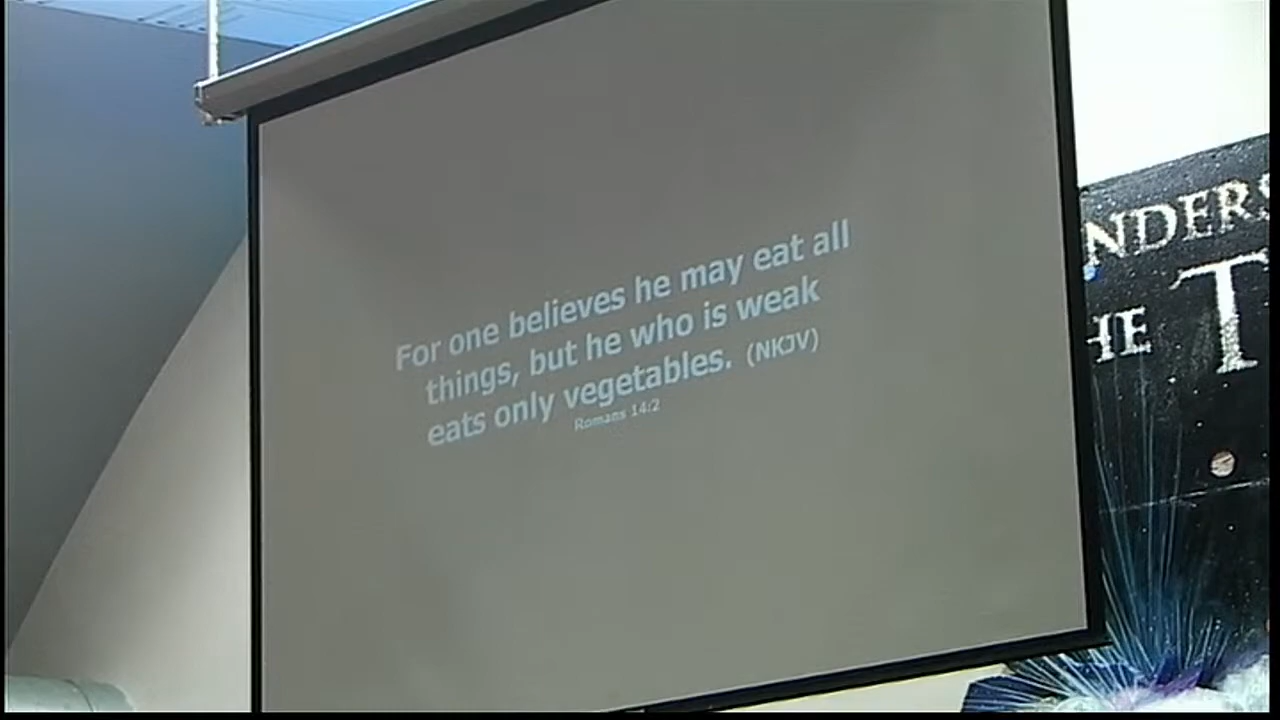 For one believes he may eat all
things, but he who is weak
eats only vegetables. (NKJV)
Romans 14:2
NDERS
HE T